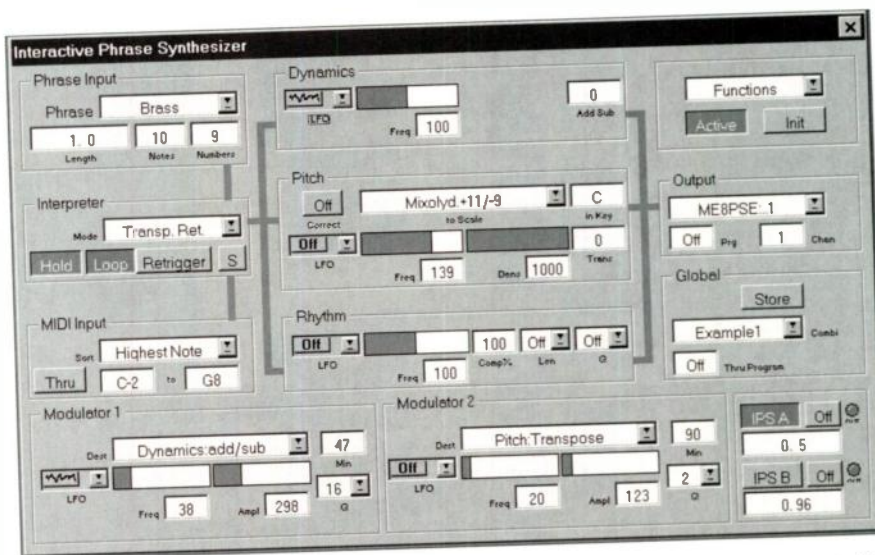 Interactive Phrase Synthesizer
Phrase Input
Phrase Brass
1. 0 10 9
Length Notes Numbers
Interpreter
Mode Transp. Ret.
Hold Loop Retrigger S
MIDI Input
Sort Highest Note
Thru C-2 to G8
Dynamics
LFO
Freq 100
0
Add Sub
Pitch
Off Mixolyd.+11/-9 C
Correct to Scale in Key
Off 0
LFO Trans
Freq 139 Dens 1000
Rhythm
Off 100 Off Off
LFO Comp% Len Q
Freq 100
Functions
Active Init
Output
ME8PSE:.1
Off Prg 1 Chan
Global
Store
Example1 Combi
Off Thru Program
Modulator 1
Dest Dynamics:add/sub 47
Min
LFO 16
Q
Freq 38 Ampl 298
Modulator 2
Dest Pitch:Transpose 90
Min
Off 2
LFO Q
Freq 20 Ampl 123
IPS A Off
0. 5
IPS B Off
0. 96